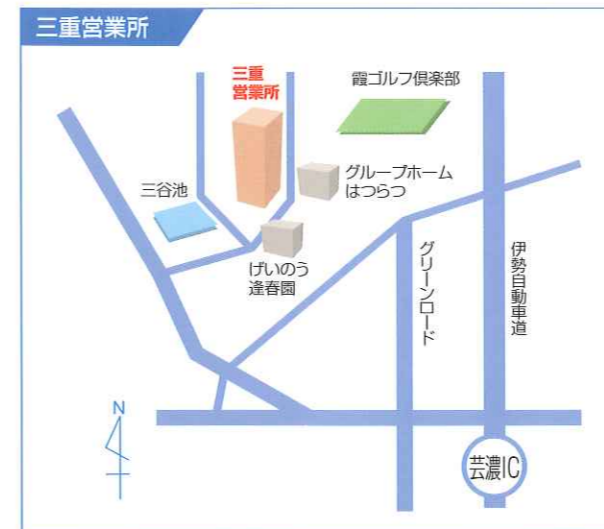 三重営業所
三重
営業所
霞ゴルフ倶楽部
グループホーム
はつらつ
三谷池
げいのう
逢春園
グリーンロード
伊勢自動車道
N
芸濃IC